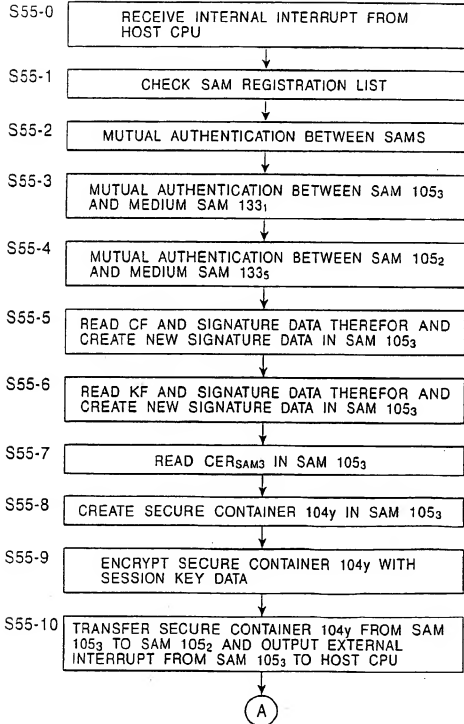 S55-0
RECEIVE INTERNAL INTERRUPT FROM
HOST CPU
S55-1
CHECK SAM REGISTRATION LIST
S55-2
MUTUAL AUTHENTICATION BETWEEN SAMS
S55-3
MUTUAL AUTHENTICATION BETWEEN SAM 105₃
AND MEDIUM SAM 133₁
S55-4
MUTUAL AUTHENTICATION BETWEEN SAM 105₂
AND MEDIUM SAM 133₅
S55-5
READ CF AND SIGNATURE DATA THEREFOR AND
CREATE NEW SIGNATURE DATA IN SAM 105₃
S55-6
READ KF AND SIGNATURE DATA THEREFOR AND
CREATE NEW SIGNATURE DATA IN SAM 105₃
S55-7
READ CER_SAM3 IN SAM 105₃
S55-8
CREATE SECURE CONTAINER 104y IN SAM 105₃
S55-9
ENCRYPT SECURE CONTAINER 104y WITH
SESSION KEY DATA
S55-10
TRANSFER SECURE CONTAINER 104y FROM SAM
105₃ TO SAM 105₂ AND OUTPUT EXTERNAL
INTERRUPT FROM SAM 105₃ TO HOST CPU
A